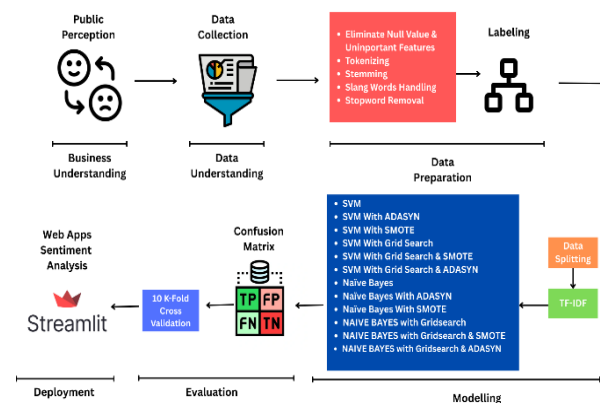 Public
Perception
Data
Collection
• Eliminate Null Value &
Uninportant Features
• Tokenizing
• Stemming
• Slang Words Handling
• Stopword Removal
Labeling
Business
Understanding
Data
Understanding
Data
Preparation
Web Apps
Sentiment
Analysis
Streamlit
10 K-Fold
Cross
Validation
Confusion
Matrix
TP FP
FN TN
• SVM
• SVM With ADASYN
• SVM With SMOTE
• SVM With Grid Search
• SVM With Grid Search & SMOTE
• SVM With Grid Search & ADASYN
• Naïve Bayes
• Naïve Bayes With ADASYN
• Naïve Bayes With SMOTE
• NAIVE BAYES with Gridsearch
• NAIVE BAYES with Gridsearch & SMOTE
• NAIVE BAYES with Gridsearch & ADASYN
Data
Splitting
TF-IDF
Deployment
Evaluation
Modelling